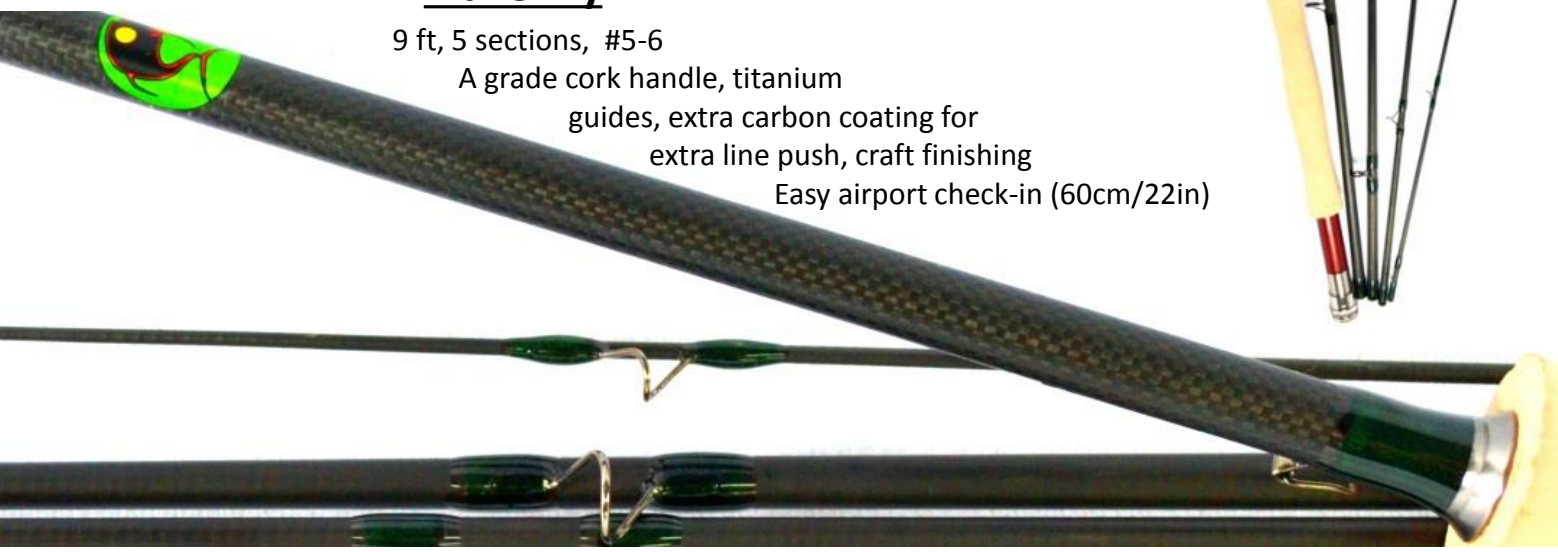 9 ft, 5 sections, #5-6
A grade cork handle, titanium
guides, extra carbon coating for
extra line push, craft finishing
Easy airport check-in (60cm/22in)